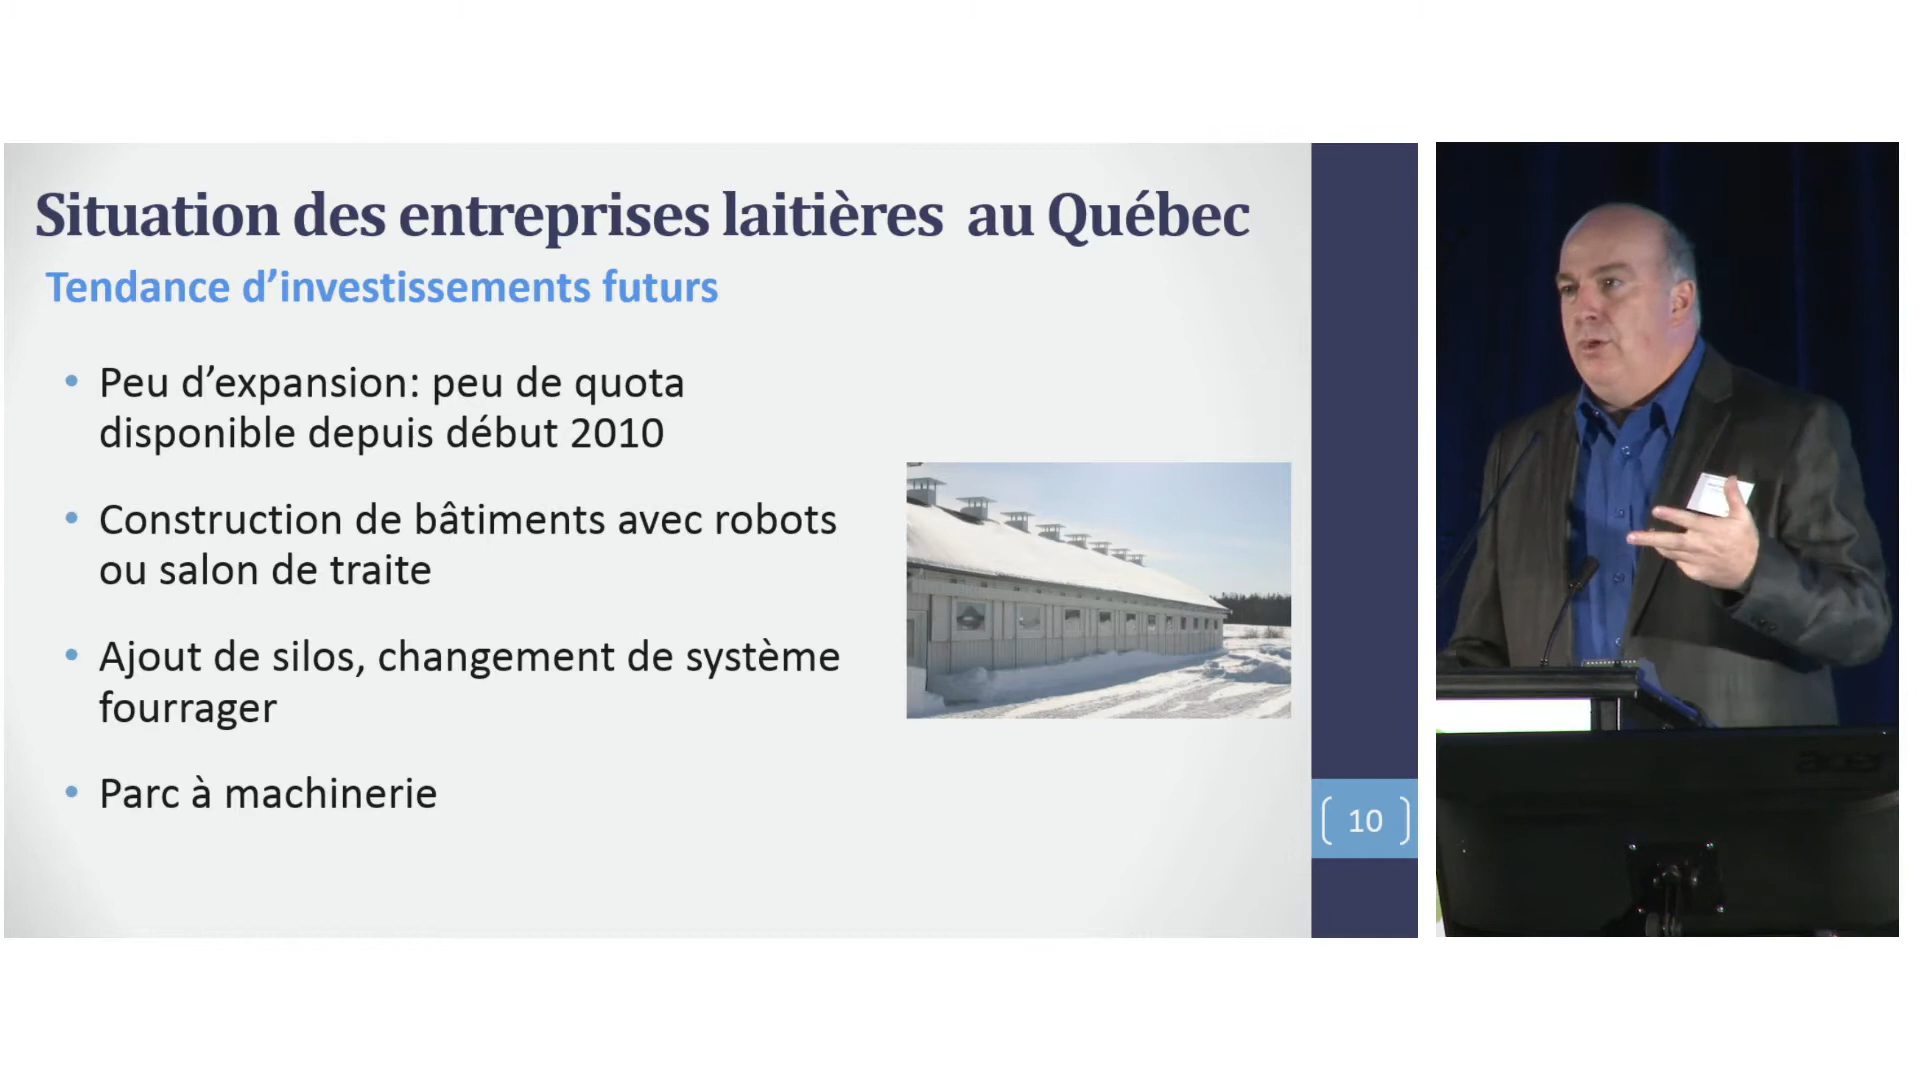 Situation des entreprises laitières au Québec
Tendance d'investissements futurs
• Peu d'expansion: peu de quota
disponible depuis début 2010
• Construction de bâtiments avec robots
ou salon de traite
• Ajout de silos, changement de système
fourrager
• Parc à machinerie
10
acer